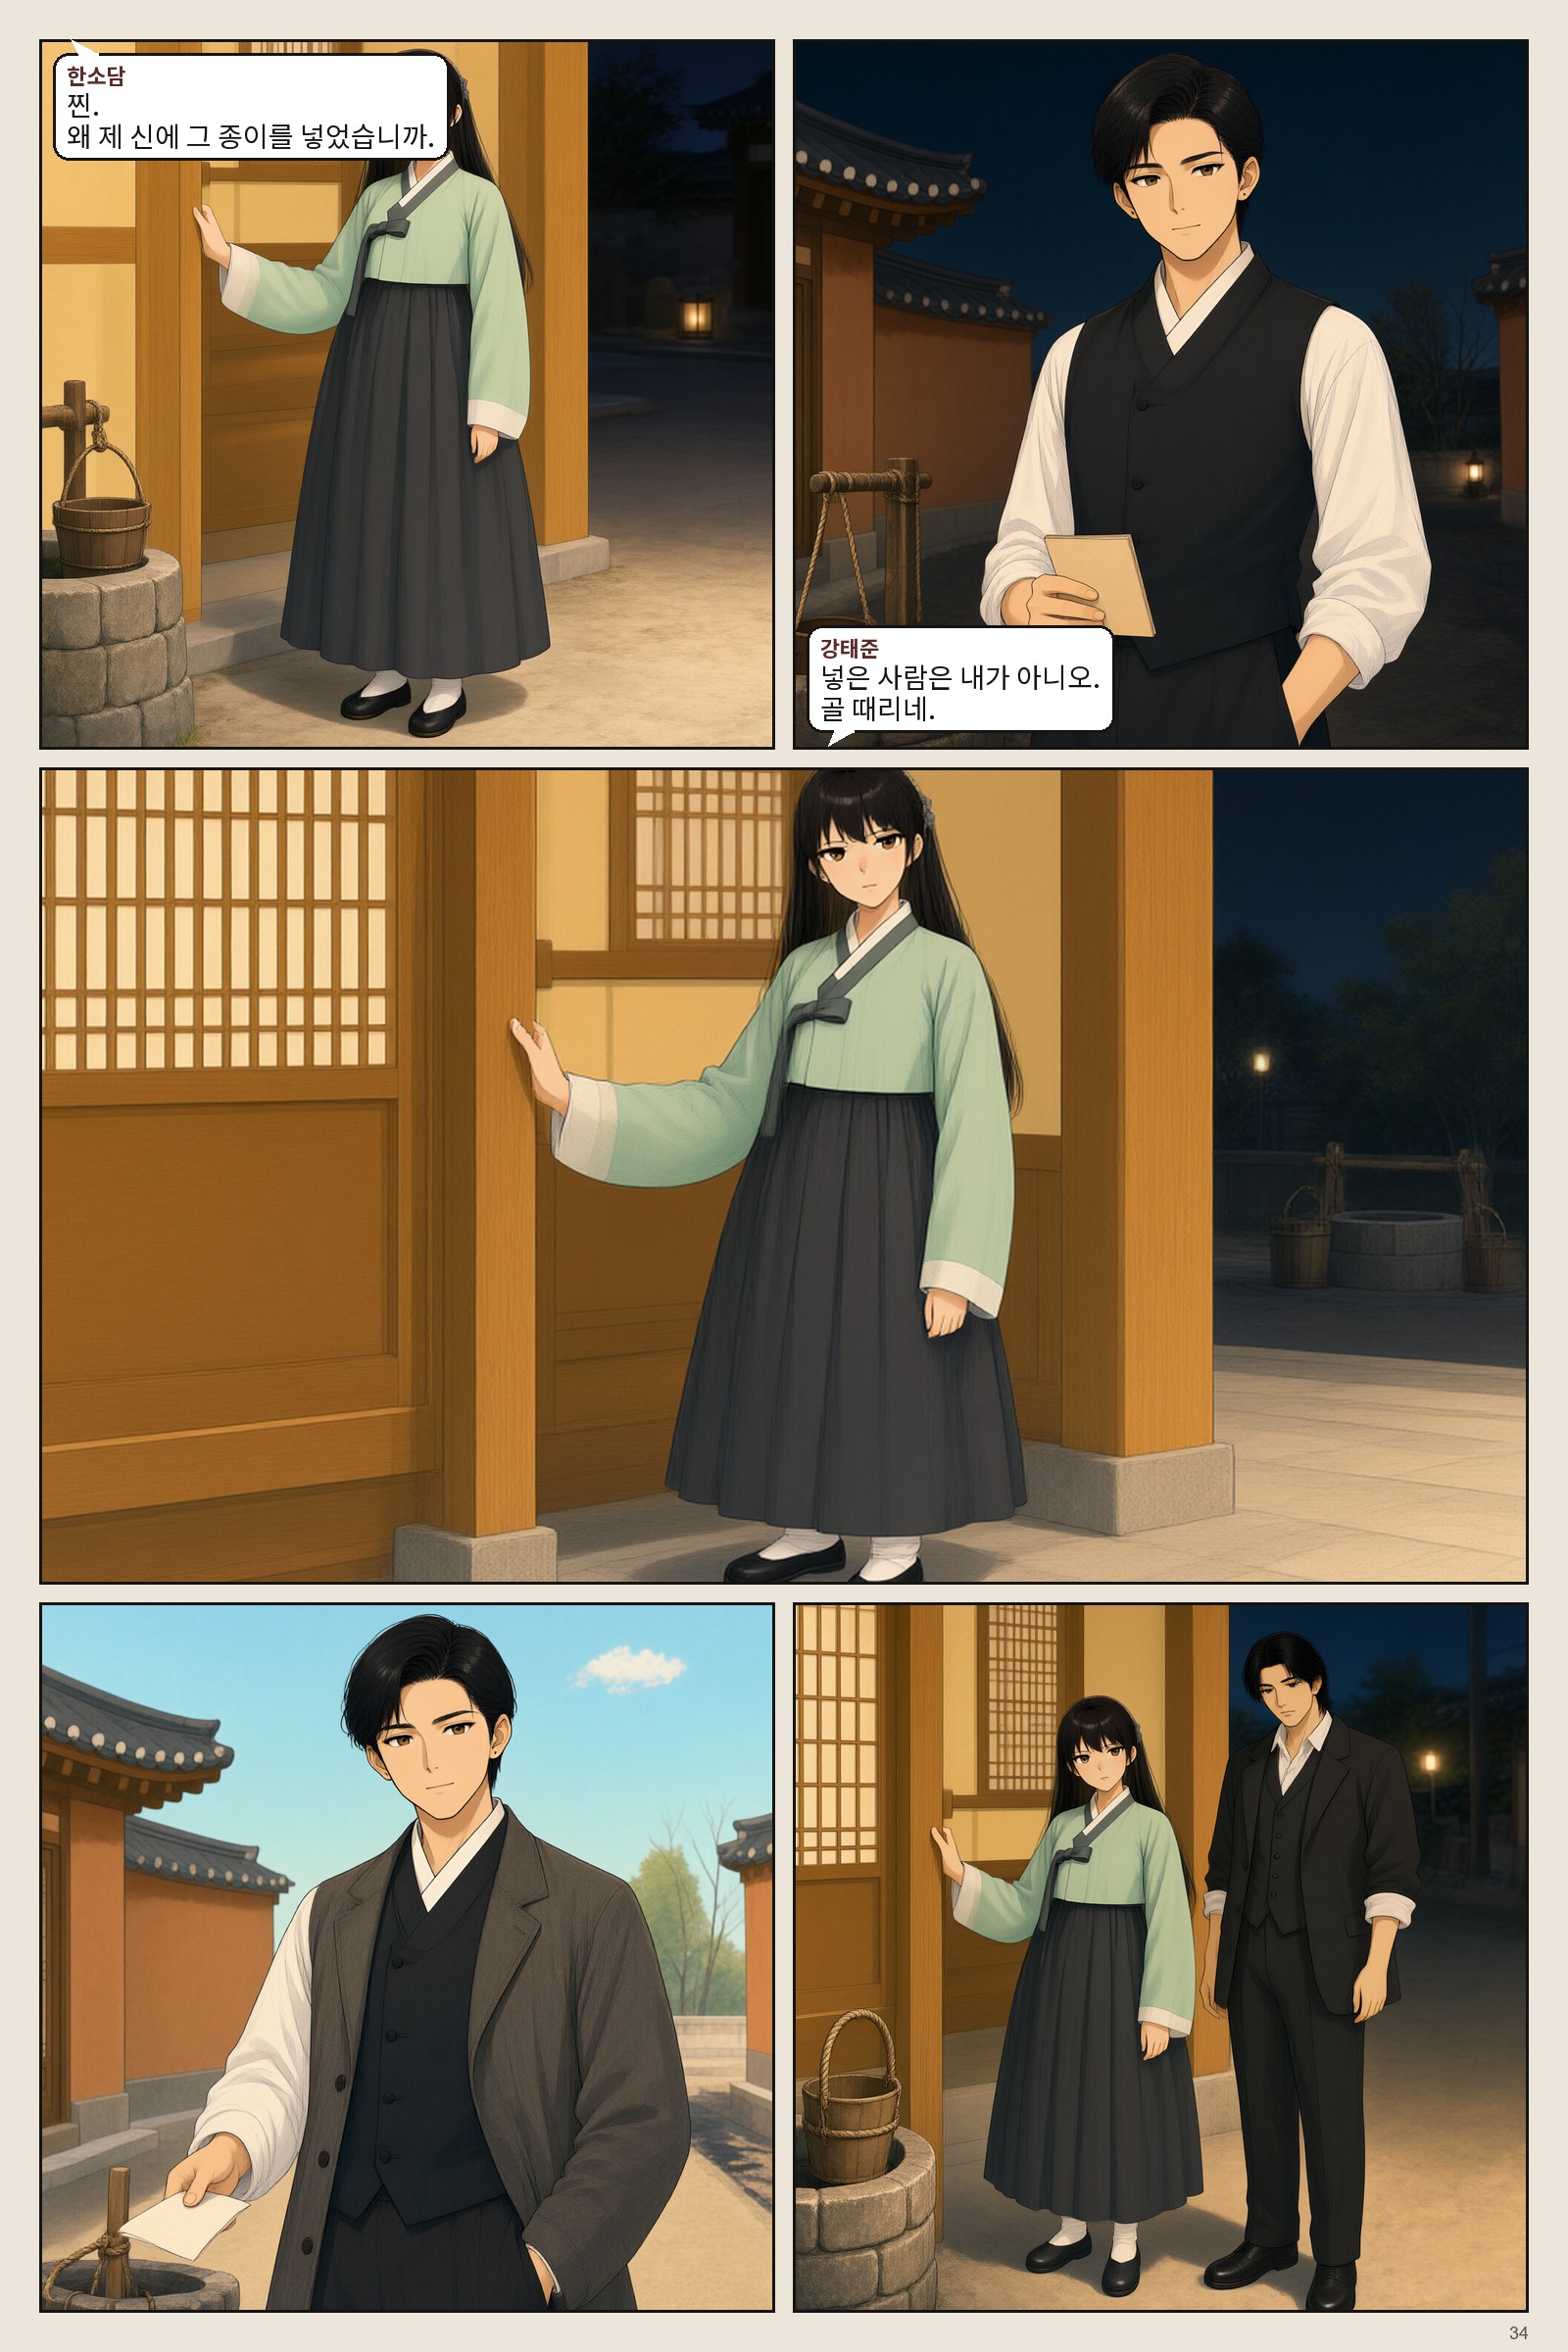 한소담
찐.
왜 제 신에 그 종이를 넣었습니까.
강태준
넣은 사람은 내가 아니오.
골 때리네.
34